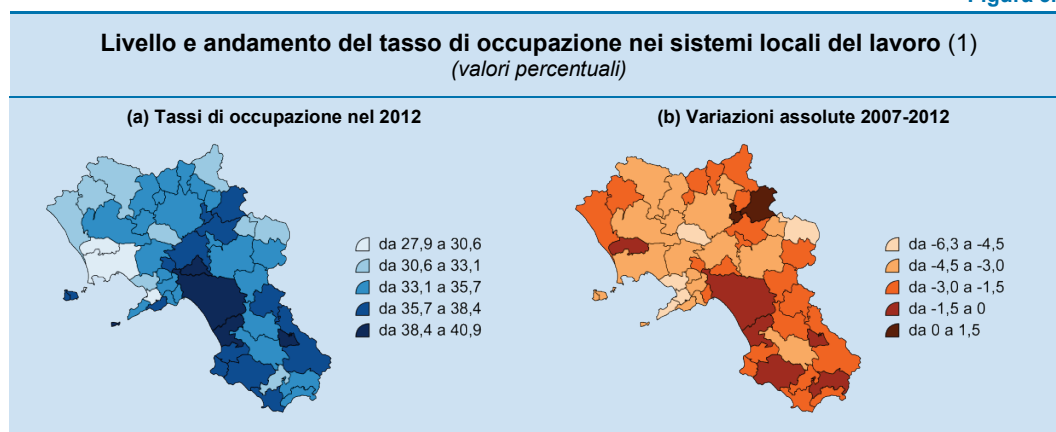 Livello e andamento del tasso di occupazione nei sistemi locali del lavoro (1)
(valori percentuali)
(a) Tassi di occupazione nel 2012
(b) Variazioni assolute 2007-2012
da 27,9 a 30,6
da 30,6 a 33,1
da 33,1 a 35,7
da 35,7 a 38,4
da 38,4 a 40,9
da -6,3 a -4,5
da -4,5 a -3,0
da -3,0 a -1,5
da -1,5 a 0
da 0 a 1,5